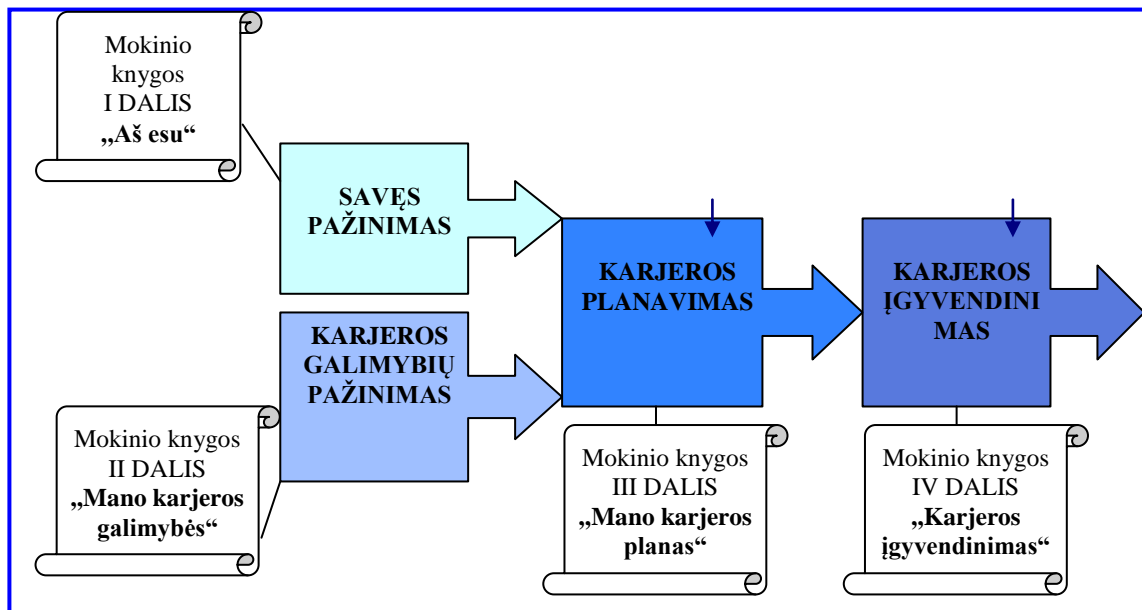 Mokinio
knygos
I DALIS
„Aš esu“
SAVĘS
PAŽINIMAS
KARJEROS
GALIMYBIŲ
PAŽINIMAS
Mokinio knygos
II DALIS
„Mano karjeros
galimybės“
KARJEROS
PLANAVIMAS
Mokinio knygos
III DALIS
„Mano karjeros
planas“
KARJEROS
ĮGYVENDINI
MAS
Mokinio knygos
IV DALIS
„Karjeros
įgyvendinimas“